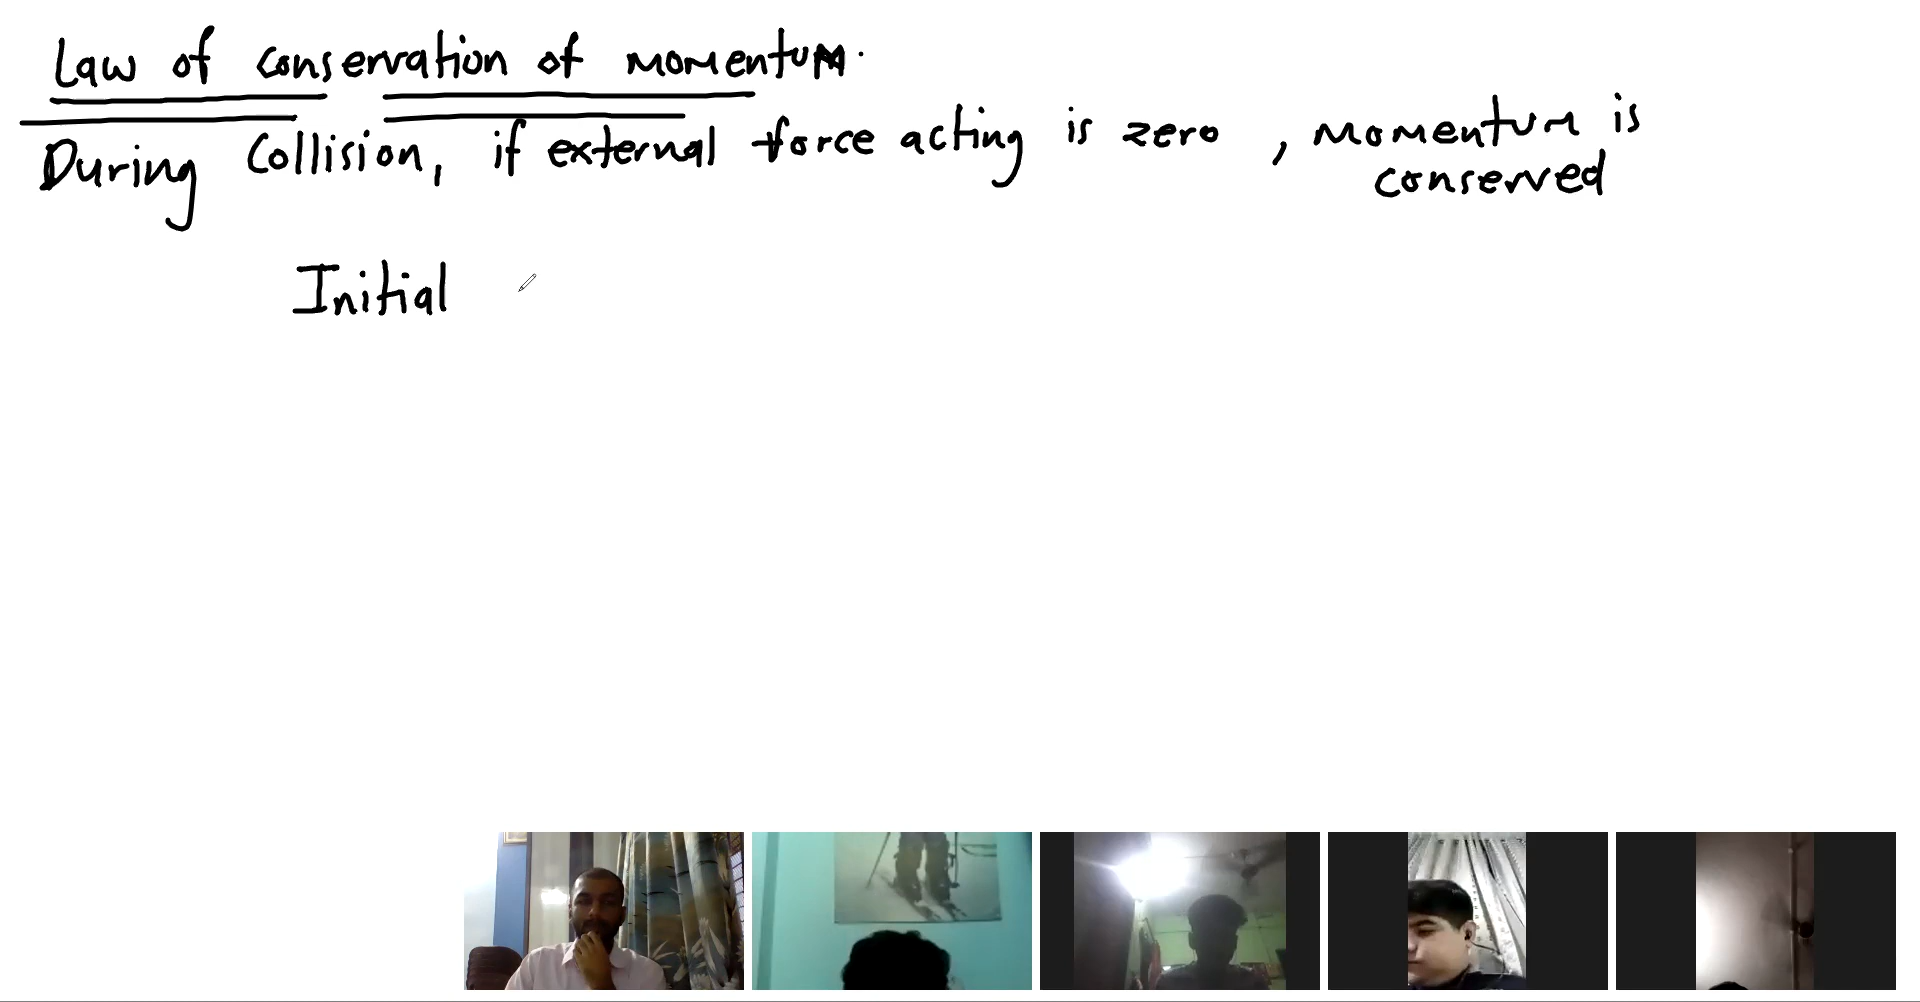 Law of conservation of momentum.
During Collision, if external force acting is zero , momentum is
conserved
Initial